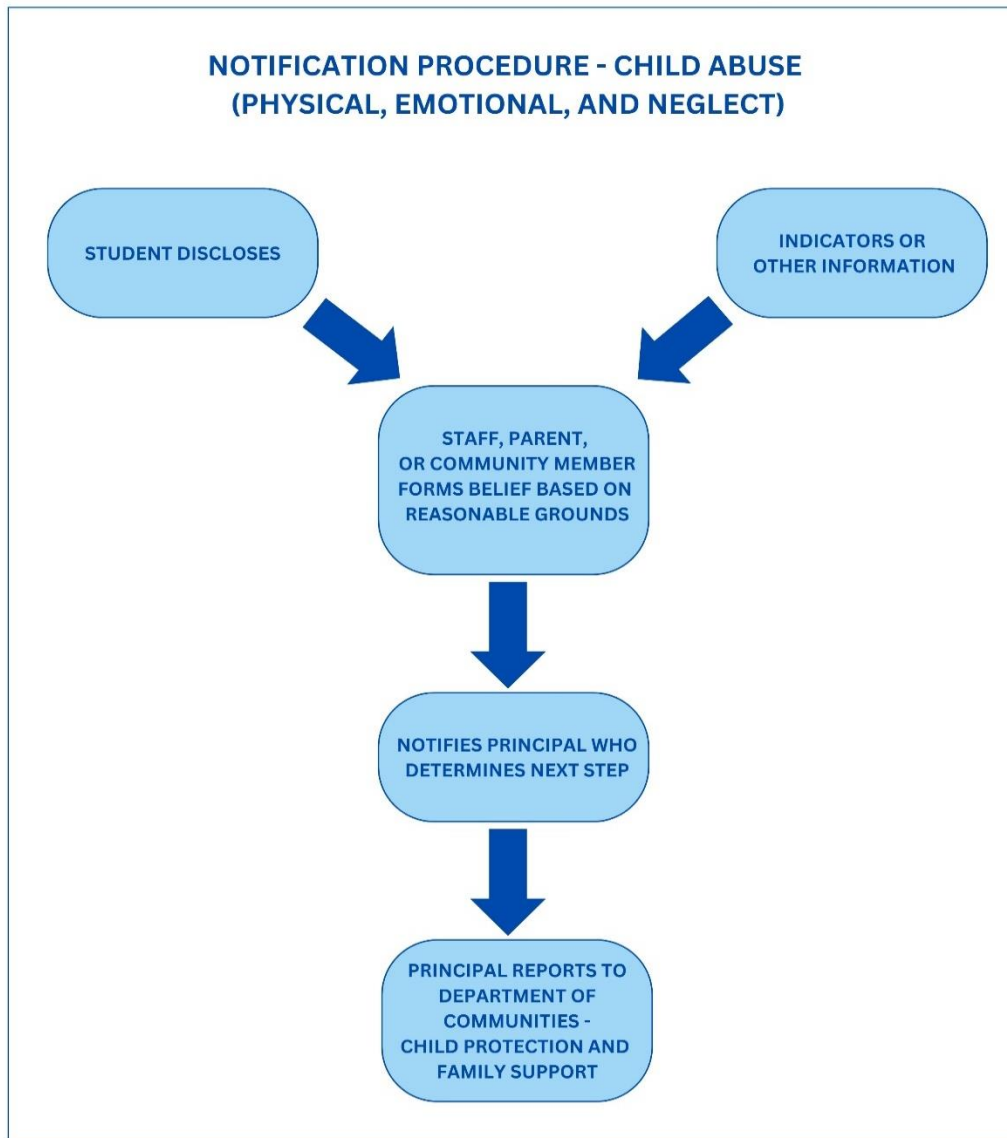 NOTIFICATION PROCEDURE - CHILD ABUSE
(PHYSICAL, EMOTIONAL, AND NEGLECT)
STUDENT DISCLOSES
INDICATORS OR
OTHER INFORMATION
STAFF, PARENT,
OR COMMUNITY MEMBER
FORMS BELIEF BASED ON
REASONABLE GROUNDS
NOTIFIES PRINCIPAL WHO
DETERMINES NEXT STEP
PRINCIPAL REPORTS TO
DEPARTMENT OF
COMMUNITIES -
CHILD PROTECTION AND
FAMILY SUPPORT